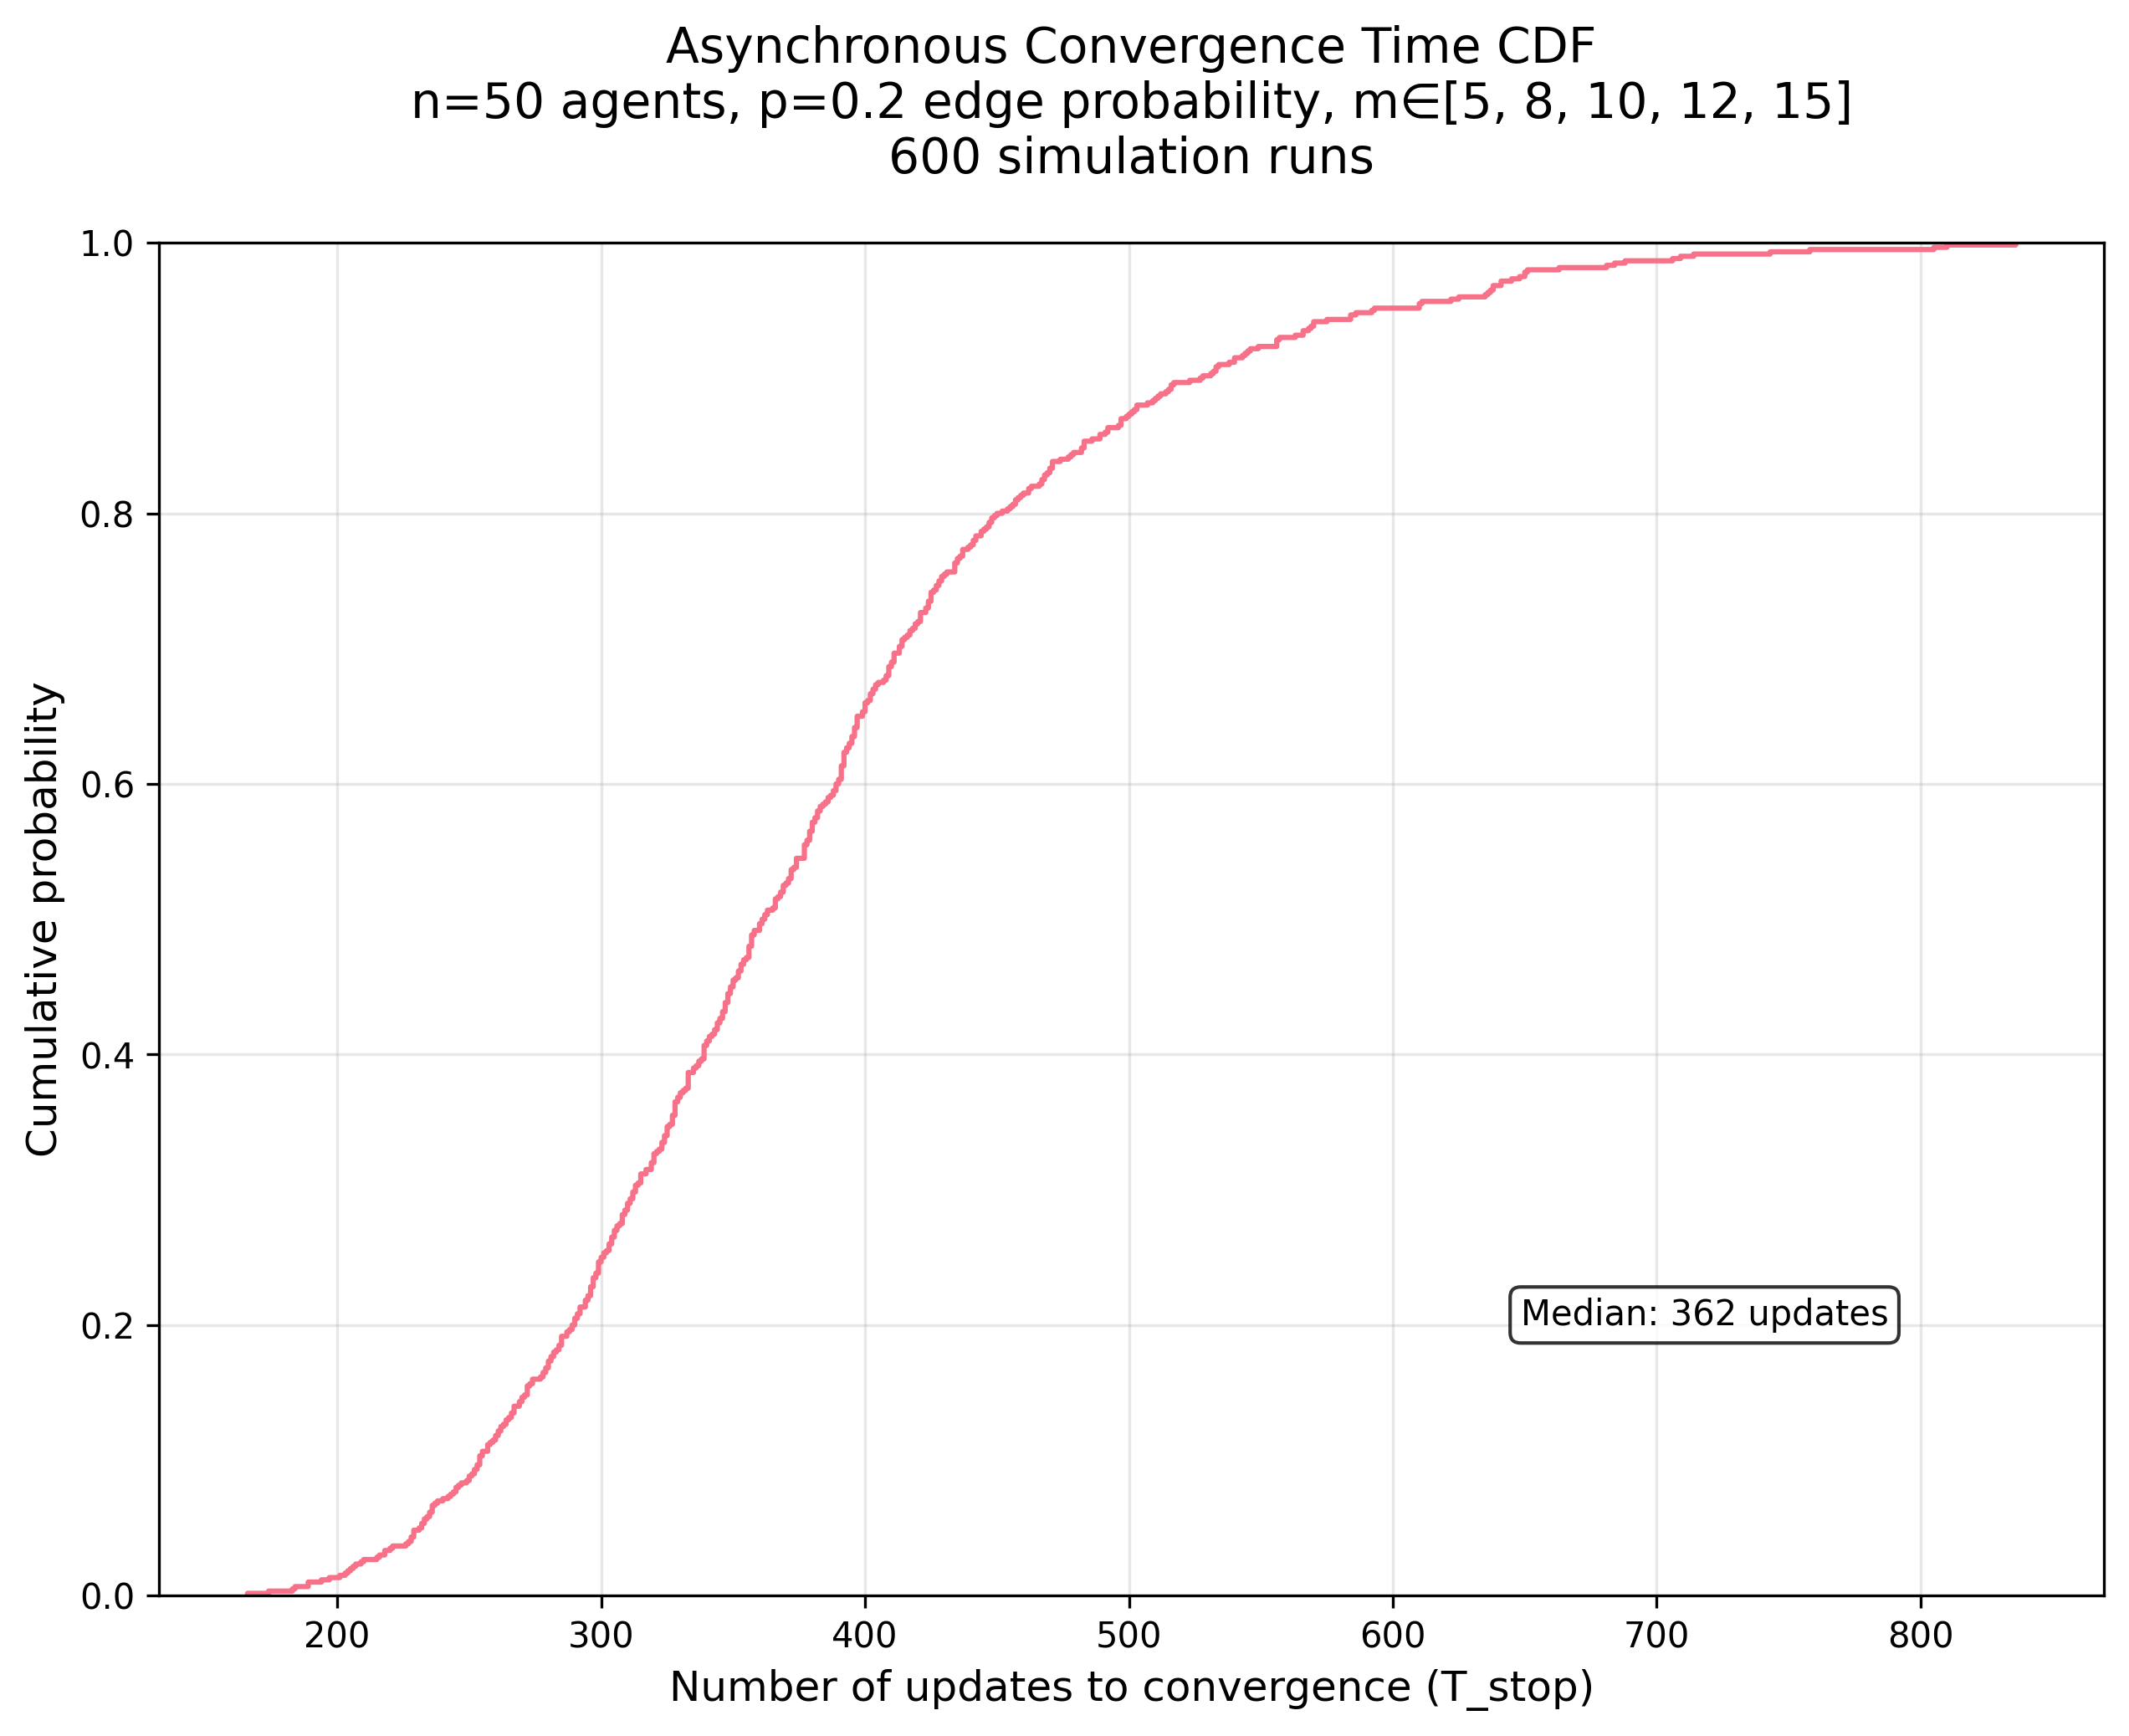 Asynchronous Convergence Time CDF
n=50 agents, p=0.2 edge probability, m∈[5, 8, 10, 12, 15]
600 simulation runs
1.0
0.8
0.6
0.4
0.2
0.0
Cumulative probability
Median: 362 updates
200 300 400 500 600 700 800
Number of updates to convergence (T_stop)